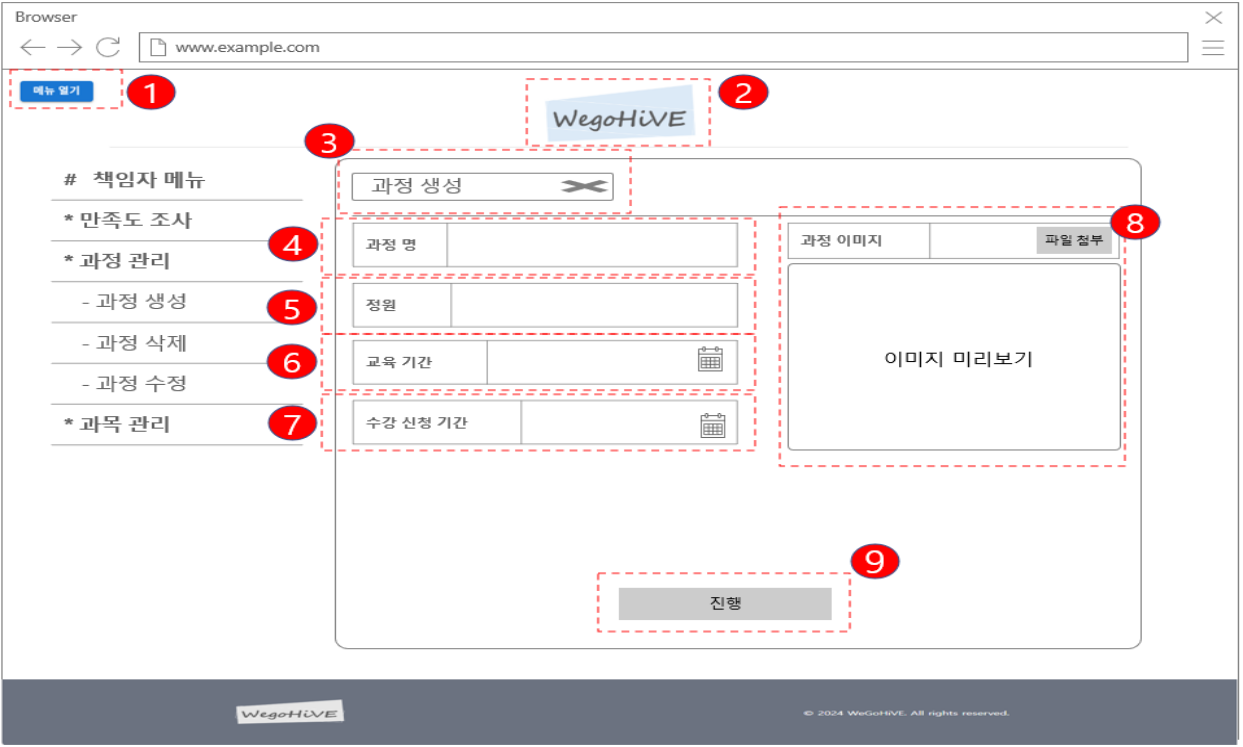 Browser
www.example.com
메뉴 열기
1
2
WegoHiVE
3
# 책임자 메뉴
* 만족도 조사
* 과정 관리
- 과정 생성
- 과정 삭제
- 과정 수정
* 과목 관리
과정 생성
4
과정 명
5
정원
6
교육 기간
7
수강 신청 기간
8
과정 이미지
파일 첨부
이미지 미리보기
9
진행
WegoHiVE
© 2024 WeGoHiVE. All rights reserved.